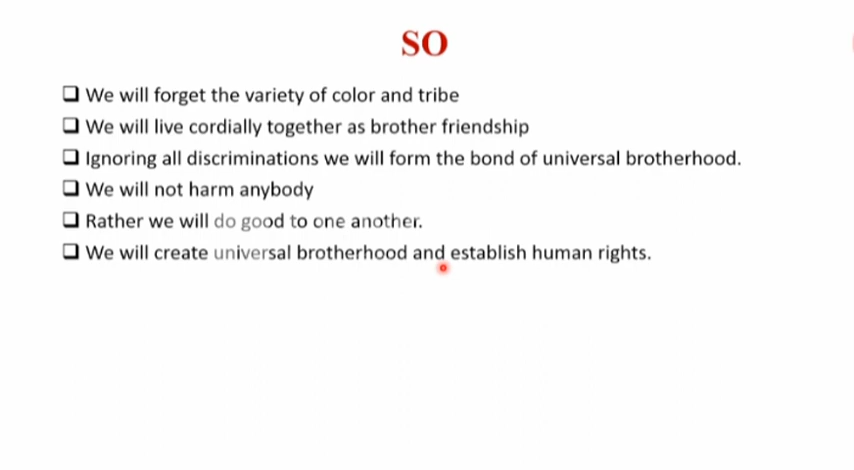 SO
❑ We will forget the variety of color and tribe
❑ We will live cordially together as brother friendship
❑ Ignoring all discriminations we will form the bond of universal brotherhood.
❑ We will not harm anybody
❑ Rather we will do good to one another.
❑ We will create universal brotherhood and establish human rights.